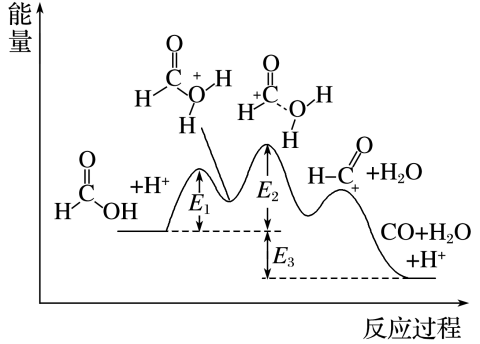 能
量
O
C
H
+
O
H
H
O
+C
H
O
H
H
O
H–C
+
+H₂O
O
C
H
OH
+H⁺
E₁
E₂
E₃
CO+H₂O
+H⁺
反应过程